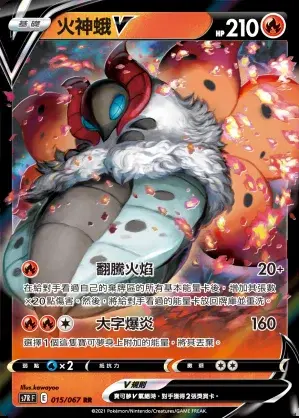 基礎 火神蛾V HP210
翻騰火焰 20+
在給對手看過自己的棄牌區的所有基本能量卡後,增加其張數
×20點傷害。然後,將給對手看過的能量卡放回牌庫並重洗。
大字爆炎 160
選擇1個這隻寶可夢身上附加的能量,將其丟棄。
弱點 ×2 抵抗力 撤退
Illus.kawayoo
V規則
寶可夢V氣絕時,對手獲得2張獎賞卡。
s7R F E 015/067 RR
©2021 Pokémon/Nintendo/Creatures/GAME FREAK.